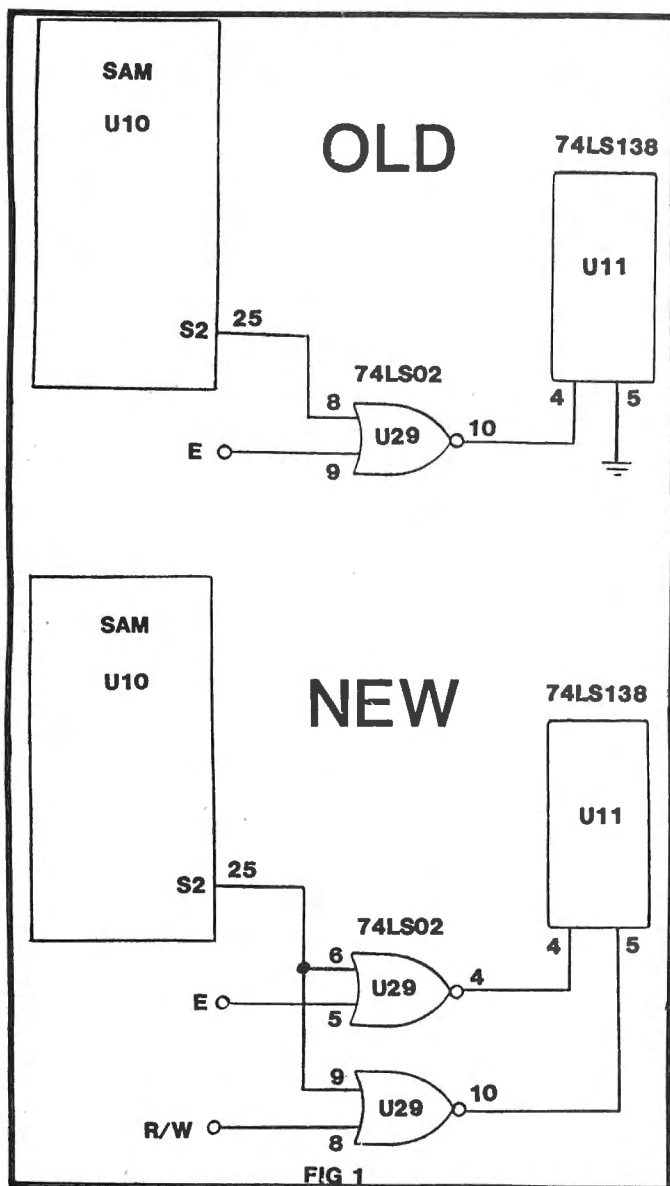 SAM
U10
OLD
74LS138
U11
S2 25
74LS02
4 5
8
U29 10
E
9
SAM
U10
NEW
74LS138
U11
S2 25
74LS02
4 5
6
U29 4
E
5
9
U29 10
R/W
8
FIG 1